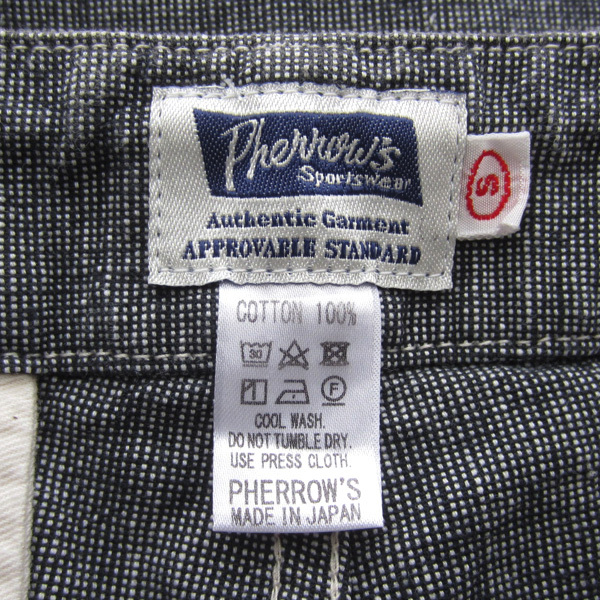 Pherrow's
Sportswear
Authentic Garment
APPROVABLE STANDARD
S
COTTON 100%
30
F
COOL WASH.
DO NOT TUMBLE DRY.
USE PRESS CLOTH.
PHERROW'S
MADE IN JAPAN